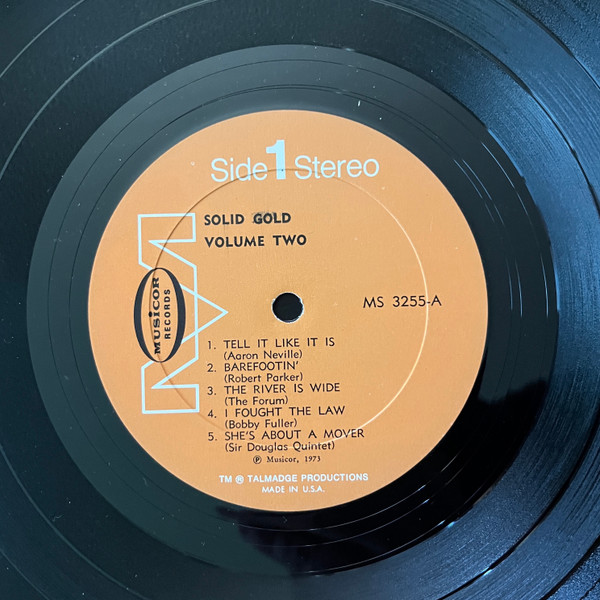 Side 1 Stereo
SOLID GOLD
VOLUME TWO
MS 3255-A
MUSICOR
RECORDS
1. TELL IT LIKE IT IS
(Aaron Neville)
2. BAREFOOTIN'
(Robert Parker)
3. THE RIVER IS WIDE
(The Forum)
4. I FOUGHT THE LAW
(Bobby Fuller)
5. SHE'S ABOUT A MOVER
(Sir Douglas Quintet)
Ⓟ Musicor, 1973
TM ® TALMADGE PRODUCTIONS
MADE IN U.S.A.